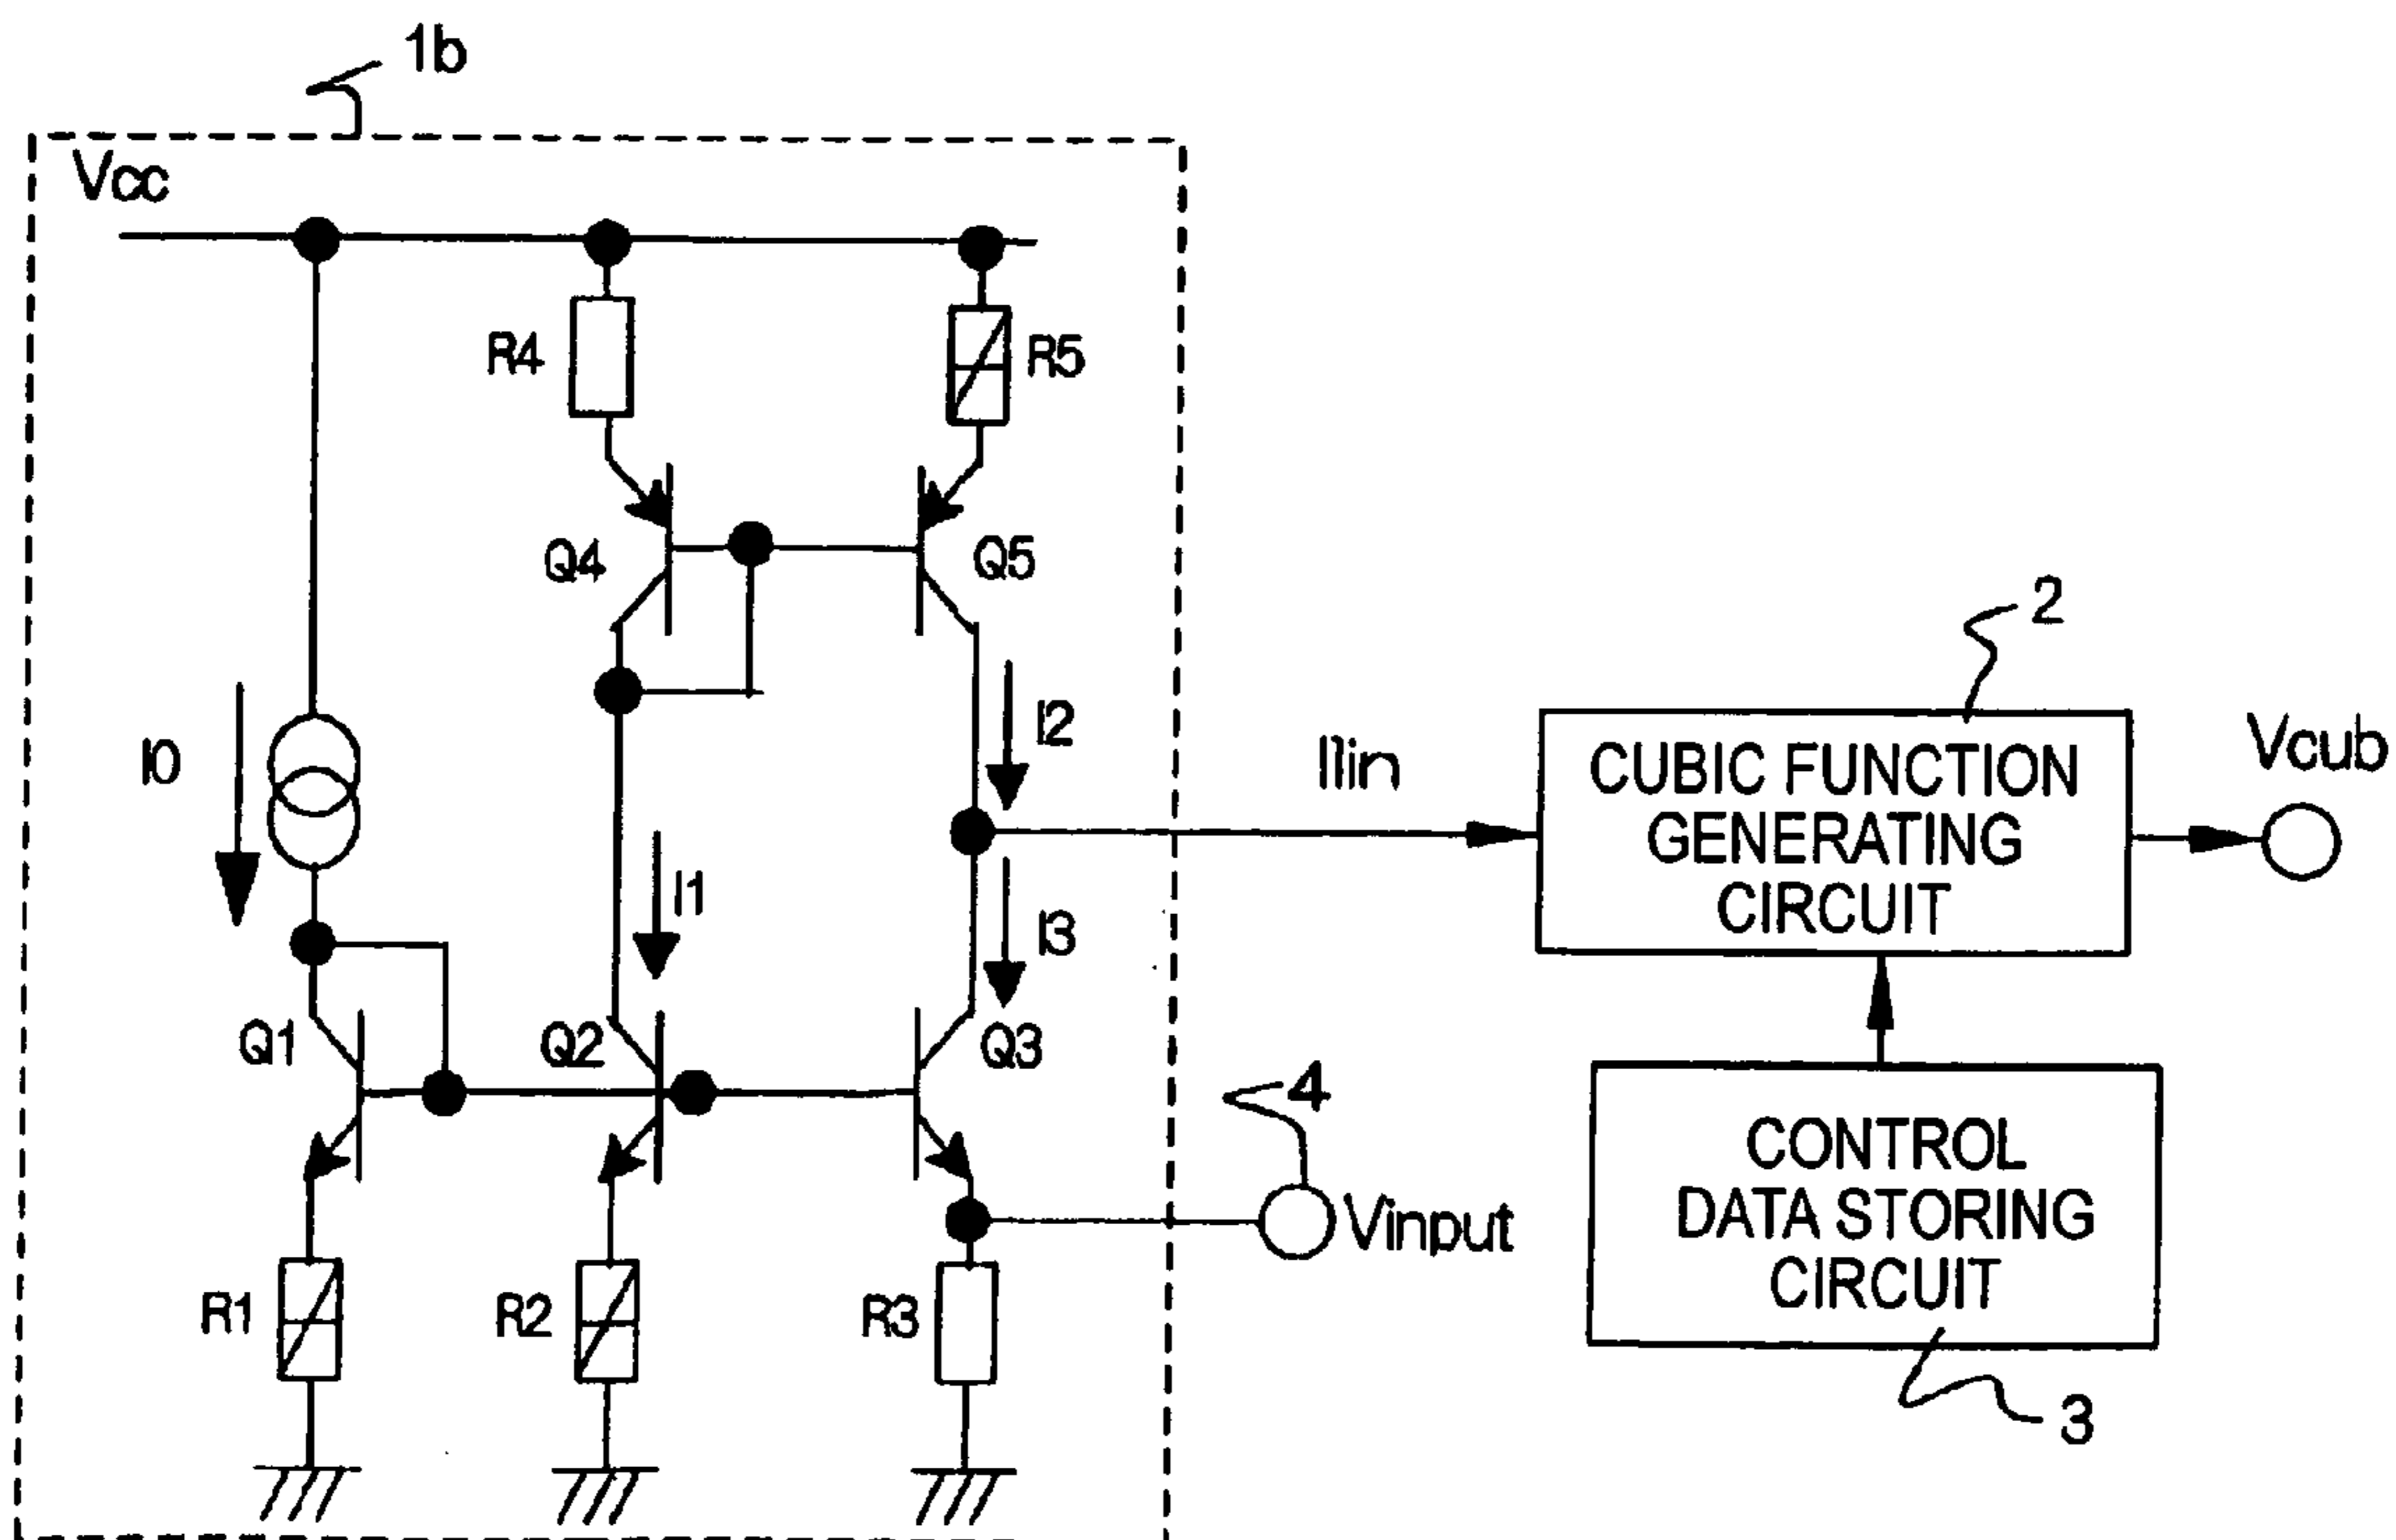 1b
Vcc
R4
R5
Q4
Q5
2
I0
I2
Ilin
CUBIC FUNCTION
GENERATING
CIRCUIT
Vcub
I1
I3
Q1
Q2
Q3
4
Vinput
CONTROL
DATA STORING
CIRCUIT
R1
R2
R3
3